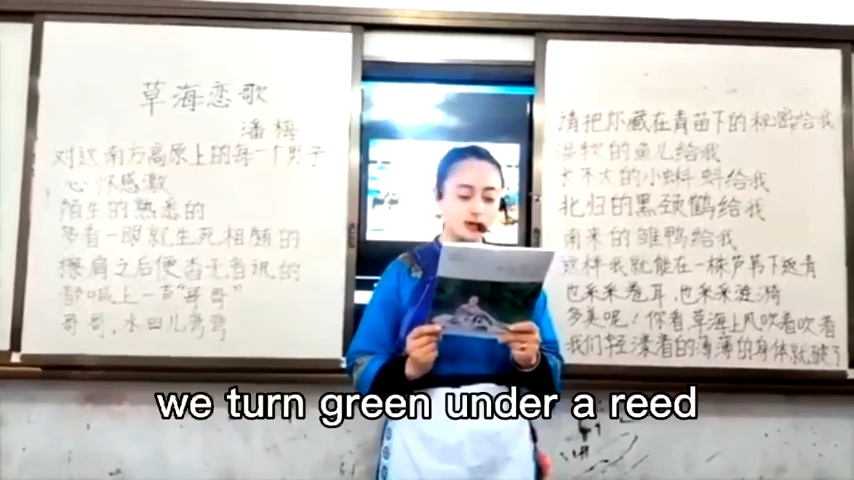 草海恋歌
潘梅
对这南方高原上的每一个男子
心怀感激
陌生的熟悉的
多看一眼就生死相随的
擦肩之后便杳无音讯的
都喊上一声“哥哥”
哥哥，水田儿弯弯
请把你藏在青苗下的秘密给我
温软的鱼儿给我
长不大的小蝌蚪给我
北归的黑颈鹤给我
南来的雏鸭给我
这样我就能在一株芦苇下返青
也采采卷耳，也采采涟漪
多美呢！你看草海上风吹着吹着
我们轻漾着的薄薄的身体就破了
we turn green under a reed